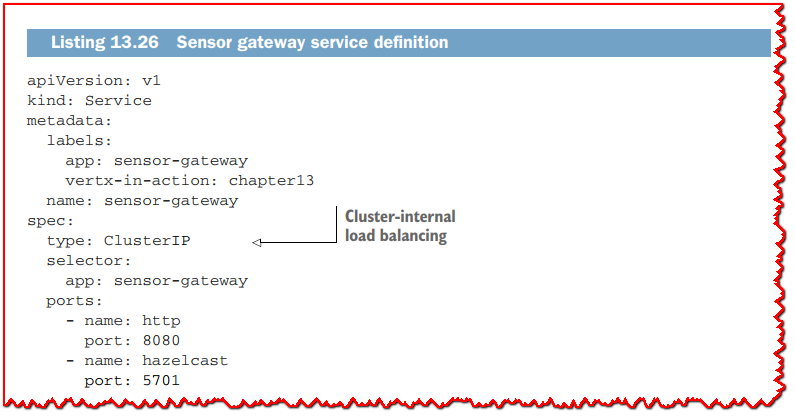 Listing 13.26 Sensor gateway service definition
apiVersion: v1
kind: Service
metadata:
  labels:
    app: sensor-gateway
    vertx-in-action: chapter13
  name: sensor-gateway
spec:
  type: ClusterIP
  selector:
    app: sensor-gateway
  ports:
    - name: http
      port: 8080
    - name: hazelcast
      port: 5701
Cluster-internal
load balancing